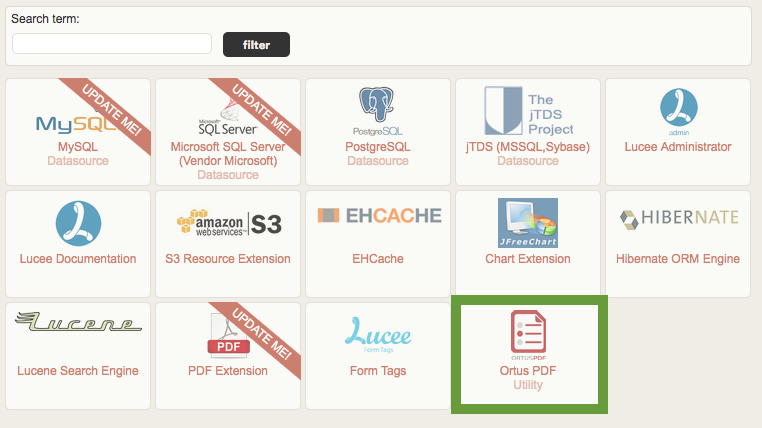 Search term:
filter
UPDATE ME!
MySQL
MySQL
Datasource
UPDATE ME!
Microsoft
SQL Server
Microsoft SQL Server
(Vendor Microsoft)
Datasource
PostgreSQL
PostgreSQL
Datasource
The
jTDS
Project
jTDS (MSSQL,Sybase)
Datasource
admin
Lucee Administrator
Lucee Documentation
amazon
webservices™
S3
S3 Resource Extension
EHCACHE
EHCache
JFreeChart
Chart Extension
HIBERNATE
Hibernate ORM Engine
Lucene
Lucene Search Engine
UPDATE ME!
PDF
PDF Extension
Lucee
Form Tags
Form Tags
ORTUSPDF
Ortus PDF
Utility